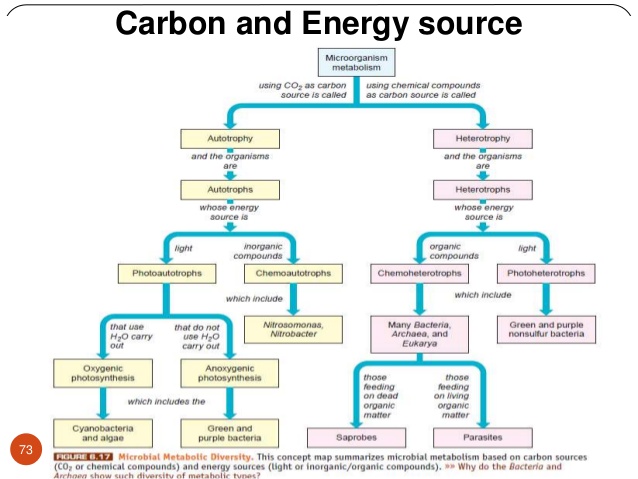 Carbon and Energy source
Microorganism
metabolism
using CO₂ as carbon
source is called
using chemical compounds
as carbon source is called
Autotrophy
Heterotrophy
and the organisms
are
and the organisms
are
Autotrophs
Heterotrophs
whose energy
source is
whose energy
source is
light
inorganic
compounds
organic
compounds
light
Photoautotrophs
Chemoautotrophs
Chemoheterotrophs
Photoheterotrophs
which include
which include
that use
H₂O carry
out
that do not
use H₂O
carry out
Nitrosomonas,
Nitrobacter
Many Bacteria,
Archaea, and
Eukarya
Green and purple
nonsulfur bacteria
Oxygenic
photosynthesis
Anoxygenic
photosynthesis
those
feeding
on dead
organic
matter
those
feeding
on living
organic
matter
which includes the
Cyanobacteria
and algae
Green and
purple bacteria
Saprobes
Parasites
73
FIGURE 6.17 Microbial Metabolic Diversity. This concept map summarizes microbial metabolism based on carbon sources
(CO₂ or chemical compounds) and energy sources (light or inorganic/organic compounds). »» Why do the Bacteria and
Archaea show such diversity of metabolic types?